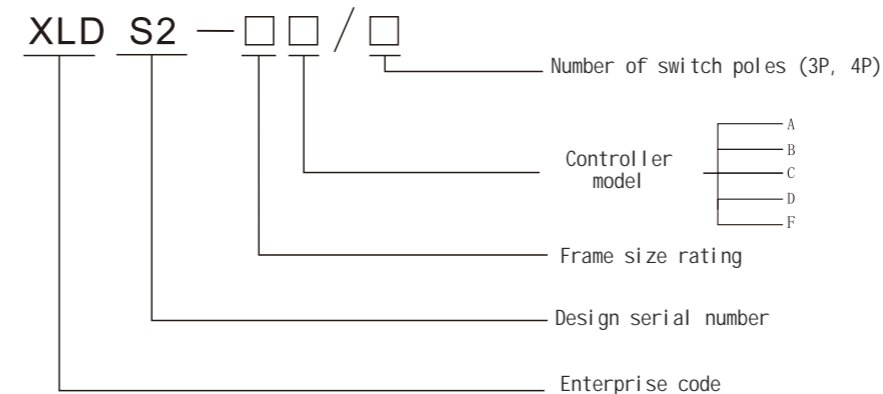 XLD S2 — □ □ / □
Number of switch poles (3P, 4P)
Controller
model
A
B
C
D
F
Frame size rating
Design serial number
Enterprise code